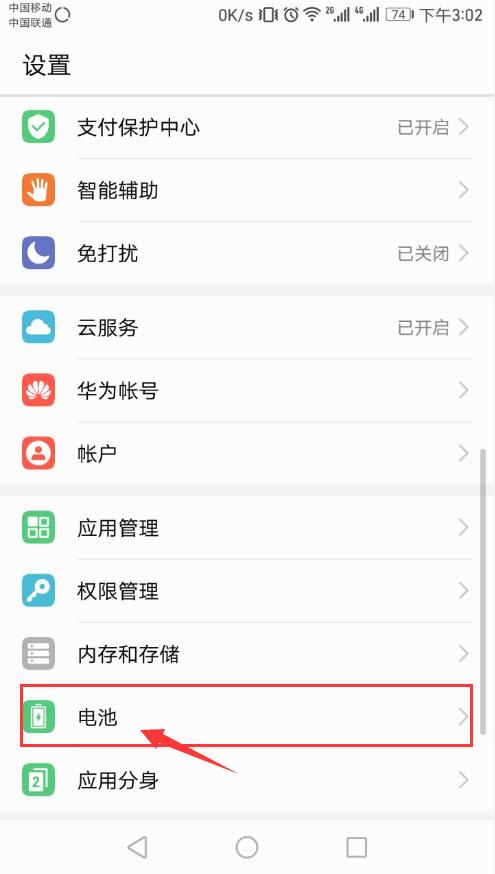 中国移动
中国联通
0K/s 2G 4G 74 下午3:02
设置
支付保护中心 已开启
智能辅助
免打扰 已关闭
云服务 已开启
华为帐号
帐户
应用管理
权限管理
内存和存储
电池
2 应用分身